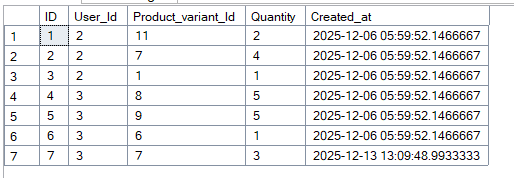 ID User_Id Product_variant_Id Quantity Created_at
1 1 2 11 2 2025-12-06 05:59:52.1466667
2 2 2 7 4 2025-12-06 05:59:52.1466667
3 3 2 1 1 2025-12-06 05:59:52.1466667
4 4 3 8 5 2025-12-06 05:59:52.1466667
5 5 3 9 5 2025-12-06 05:59:52.1466667
6 6 3 6 1 2025-12-06 05:59:52.1466667
7 7 3 7 3 2025-12-13 13:09:48.9933333